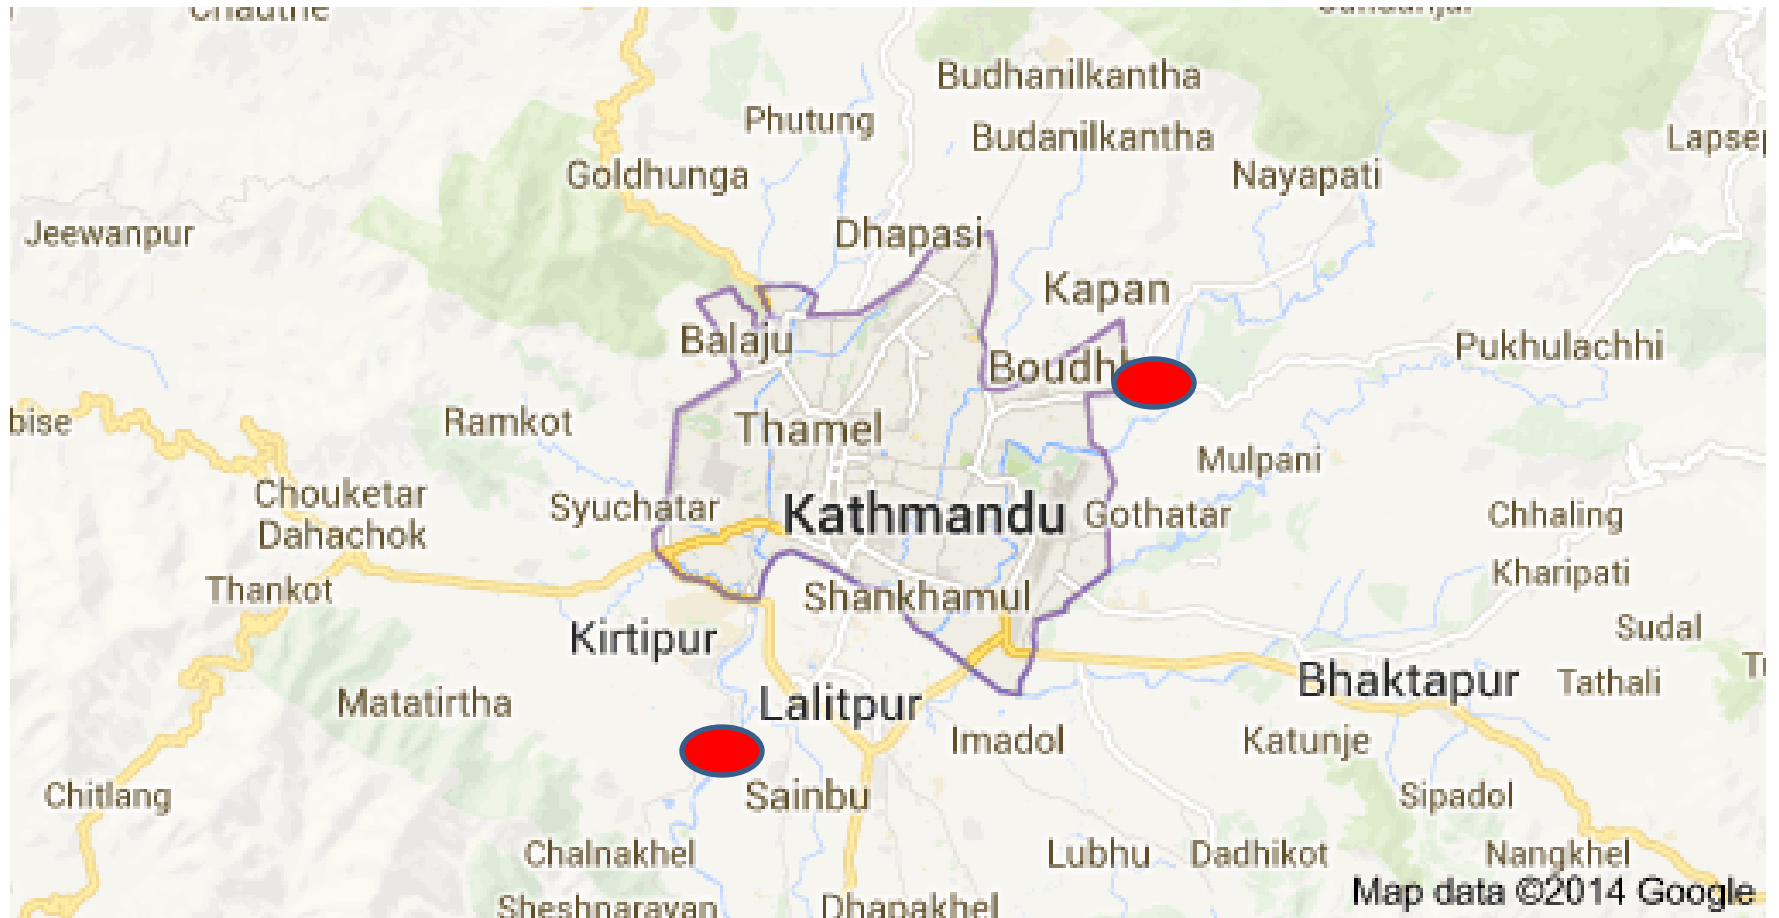 Budhanilkantha
Phutung
Budanilkantha
Lapsep
Goldhunga
Nayapati
Jeewanpur
Dhapasi
Kapan
Balaju
Boudh
Pukhulachhi
bise
Ramkot
Thamel
Mulpani
Chouketar
Syuchatar
Kathmandu
Gothatar
Chhaling
Dahachok
Thankot
Shankhamul
Kharipati
Kirtipur
Sudal
Bhaktapur
Tathali
Matatirtha
Lalitpur
Imadol
Katunje
Chitlang
Sainbu
Sipadol
Chalnakhel
Lubhu
Dadhikot
Nangkhel
Map data ©2014 Google
Sheshnarayan
Dhapakhel